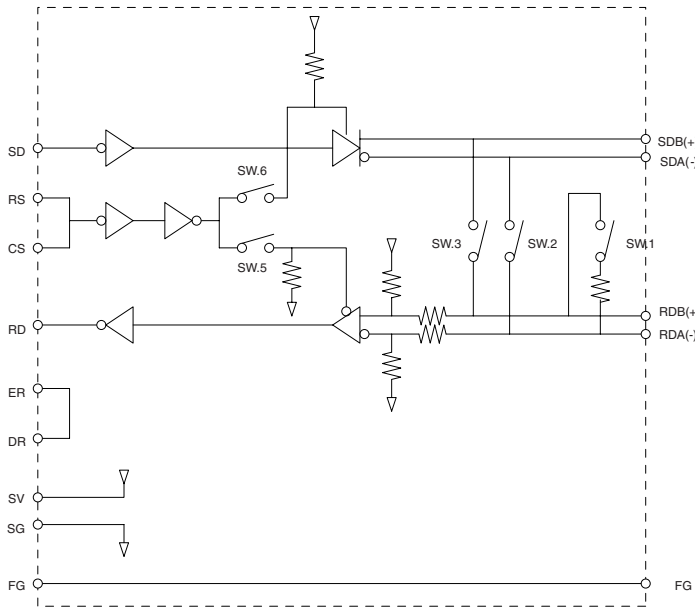 SD
SDB(+
SDA(-)
SW.6
RS
CS
SW.5
SW.3
SW.2
SW.1
RD
RDB(+
RDA(-)
ER
DR
SV
SG
FG
FG